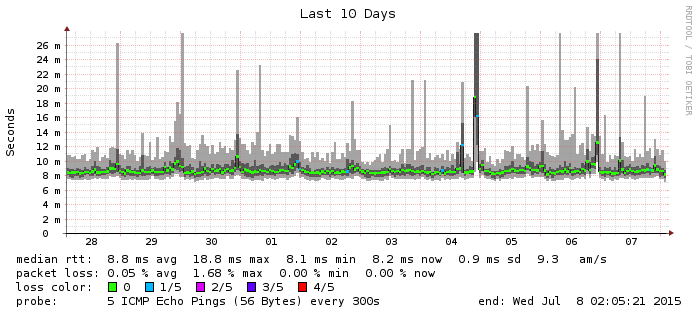 Last 10 Days
RRDTOOL / TOBI OETIKER
Seconds
26 m
24 m
22 m
20 m
18 m
16 m
14 m
12 m
10 m
8 m
6 m
4 m
2 m
0
28 29 30 01 02 03 04 05 06 07
median rtt: 8.8 ms avg 18.8 ms max 8.1 ms min 8.2 ms now 0.9 ms sd 9.3 am/s
packet loss: 0.05 % avg 1.68 % max 0.00 % min 0.00 % now
loss color: 0 1/5 2/5 3/5 4/5
probe: 5 ICMP Echo Pings (56 Bytes) every 300s end: Wed Jul 8 02:05:21 2015